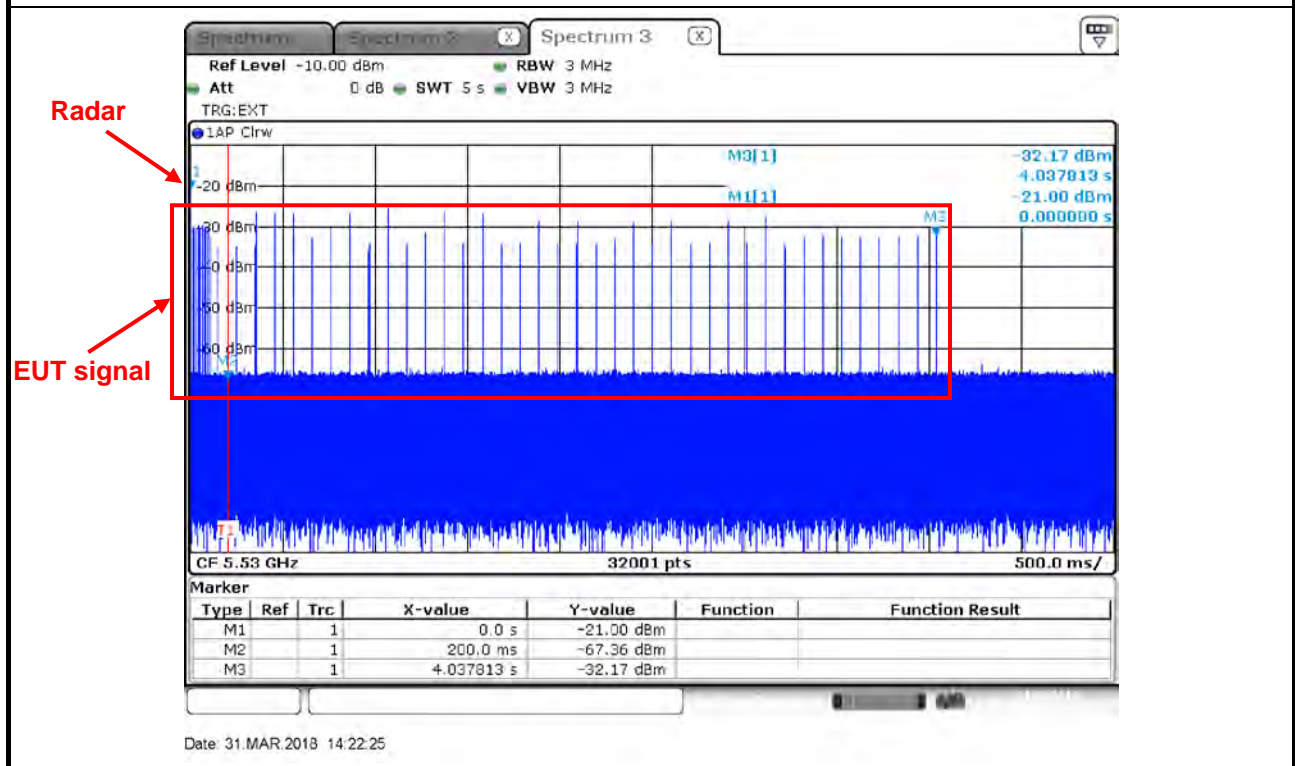 Spectrum Spectrum 2 X Spectrum 3 X
Ref Level -10.00 dBm RBW 3 MHz
Att 0 dB SWT 5 s VBW 3 MHz
TRG:EXT
Radar
1AP Clrw
M3[1] -32.17 dBm
4.037813 s
M1[1] -21.00 dBm
0.000000 s
1
-20 dBm
M3
-30 dBm
-40 dBm
-50 dBm
-60 dBm
M2
EUT signal
T1
CF 5.53 GHz 32001 pts 500.0 ms/
Marker
Type Ref Trc X-value Y-value Function Function Result
M1 1 0.0 s -21.00 dBm
M2 1 200.0 ms -67.36 dBm
M3 1 4.037813 s -32.17 dBm
Date: 31.MAR.2018 14:22:25